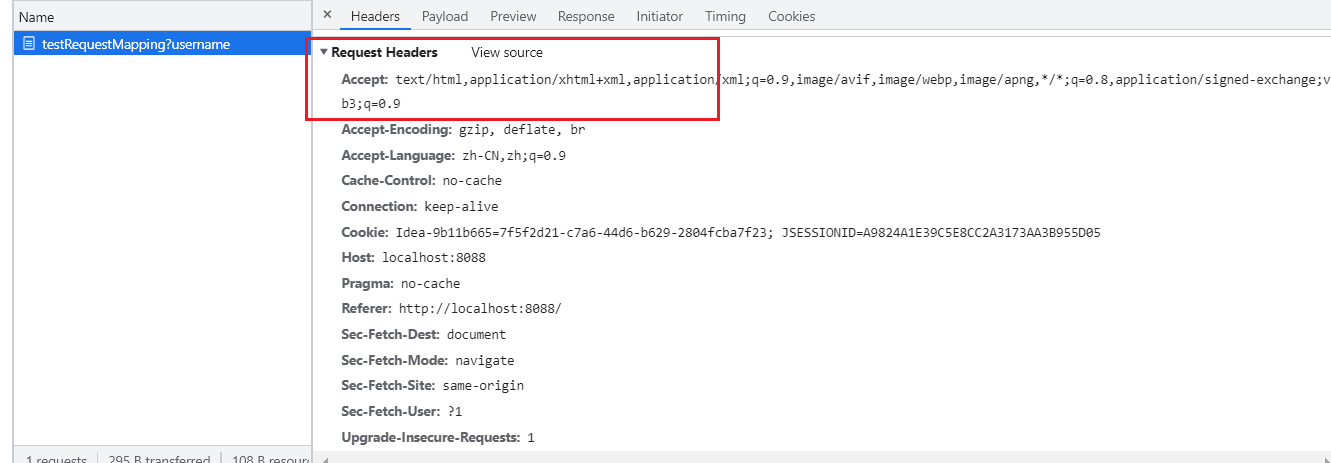 Name
× Headers Payload Preview Response Initiator Timing Cookies
testRequestMapping?username
▼ Request Headers View source
Accept: text/html,application/xhtml+xml,application/xml;q=0.9,image/avif,image/webp,image/apng,*/*;q=0.8,application/signed-exchange;v
b3;q=0.9
Accept-Encoding: gzip, deflate, br
Accept-Language: zh-CN,zh;q=0.9
Cache-Control: no-cache
Connection: keep-alive
Cookie: Idea-9b11b665=7f5f2d21-c7a6-44d6-b629-2804fcba7f23; JSESSIONID=A9824A1E39C5E8CC2A3173AA3B955D05
Host: localhost:8088
Pragma: no-cache
Referer: http://localhost:8088/
Sec-Fetch-Dest: document
Sec-Fetch-Mode: navigate
Sec-Fetch-Site: same-origin
Sec-Fetch-User: ?1
Upgrade-Insecure-Requests: 1
1 requests 295 B transferred 108 B resour